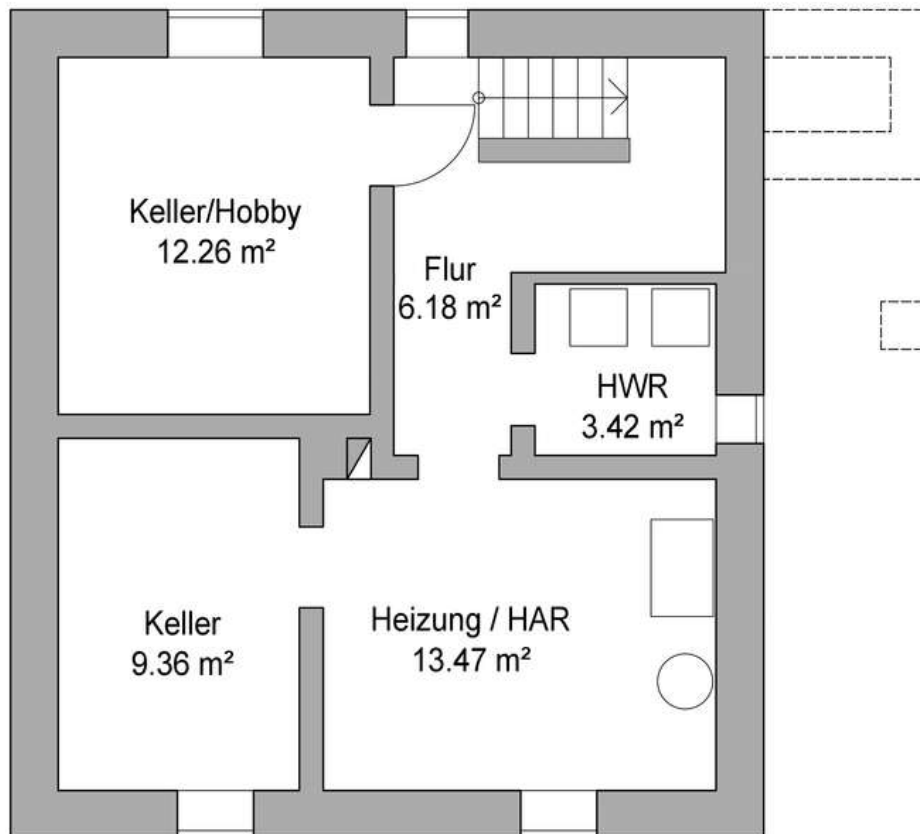 Keller/Hobby
12.26 m²
Flur
6.18 m²
HWR
3.42 m²
Keller
9.36 m²
Heizung / HAR
13.47 m²